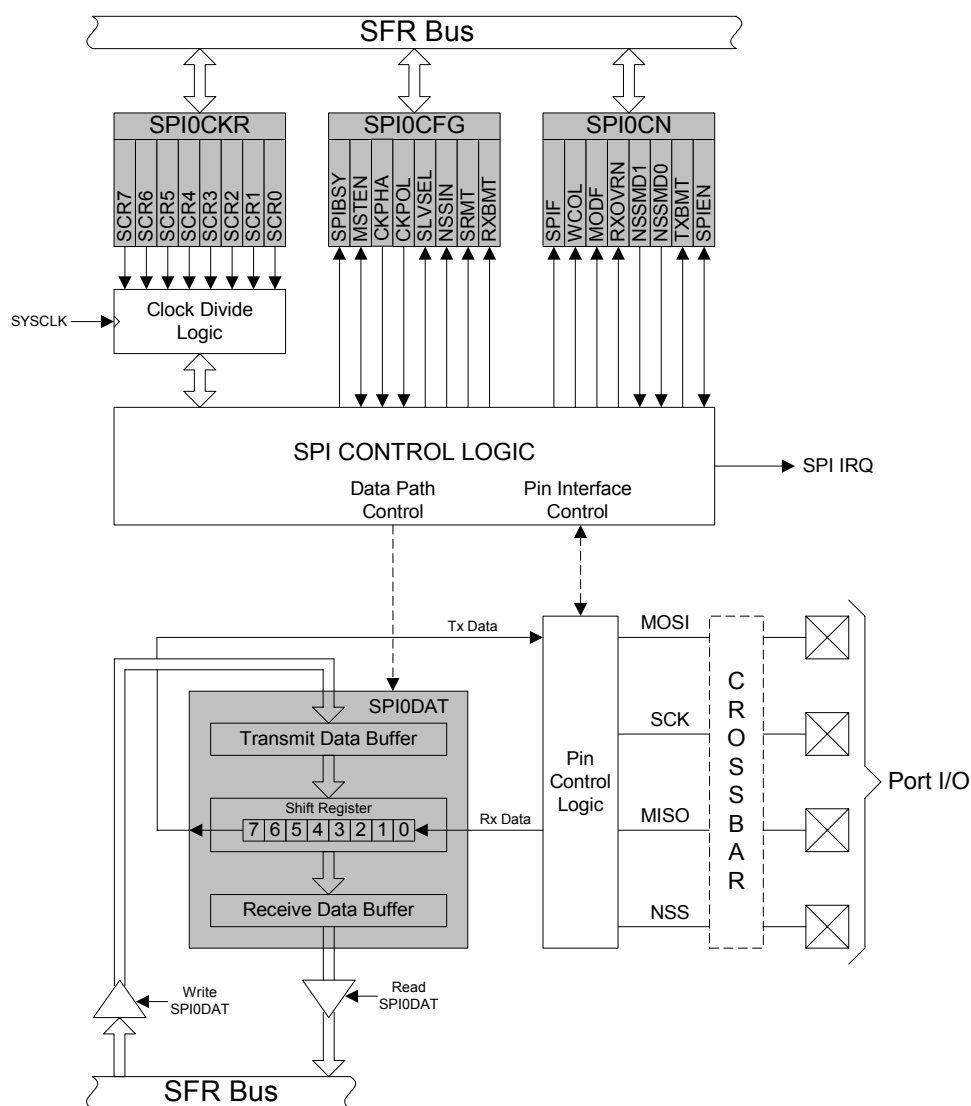 SFR Bus
SPI0CKR
SCR7
SCR6
SCR5
SCR4
SCR3
SCR2
SCR1
SCR0
SPI0CFG
SPIBSY
MSTEN
CKPHA
CKPOL
SLVSEL
NSSIN
SRMT
RXBMT
SPI0CN
SPIF
WCOL
MODF
RXOVRN
NSSMD1
NSSMD0
TXBMT
SPIEN
SYSCLK
Clock Divide
Logic
SPI CONTROL LOGIC
Data Path
Control
Pin Interface
Control
SPI IRQ
Tx Data
SPI0DAT
Transmit Data Buffer
Shift Register
7 6 5 4 3 2 1 0
Rx Data
Receive Data Buffer
Pin
Control
Logic
MOSI
SCK
MISO
NSS
CROSSBAR
Port I/O
Write
SPI0DAT
Read
SPI0DAT
SFR Bus